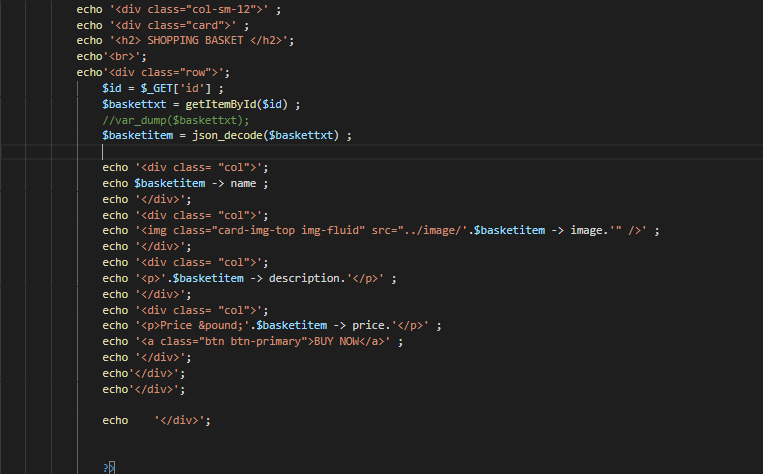 echo '<div class="col-sm-12">' ;
echo '<div class="card">' ;
echo '<h2> SHOPPING BASKET </h2>';
echo'<br>';
echo'<div class="row">';
$id = $_GET['id'] ;
$baskettxt = getItemById($id) ;
//var_dump($baskettxt);
$basketitem = json_decode($baskettxt) ;
echo '<div class= "col">';
echo $basketitem -> name ;
echo '</div>';
echo '<div class= "col">';
echo '<img class="card-img-top img-fluid" src="../image/'.$basketitem -> image.'" />' ;
echo '</div>';
echo '<div class= "col">';
echo '<p>'.$basketitem -> description.'</p>' ;
echo '</div>';
echo '<div class= "col">';
echo '<p>Price &pound;'.$basketitem -> price.'</p>' ;
echo '<a class="btn btn-primary">BUY NOW</a>' ;
echo '</div>';
echo'</div>';
echo'</div>';
echo    '</div>';
?>